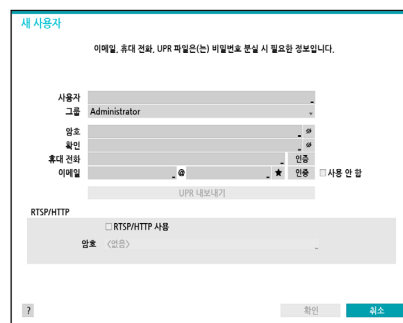 새 사용자
이메일, 휴대 전화, UPR 파일은(는) 비밀번호 분실 시 필요한 정보입니다.
사용자
그룹 Administrator
암호
확인
휴대 전화 인증
이메일 @ ★ 인증 사용 안 함
UPR 내보내기
RTSP/HTTP
RTSP/HTTP 사용
암호 <없음>
? 확인 취소